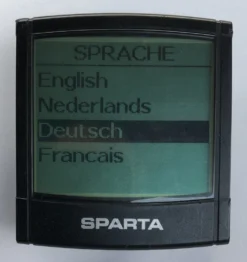 SPRACHE
English
Nederlands
Deutsch
Francais
SPARTA